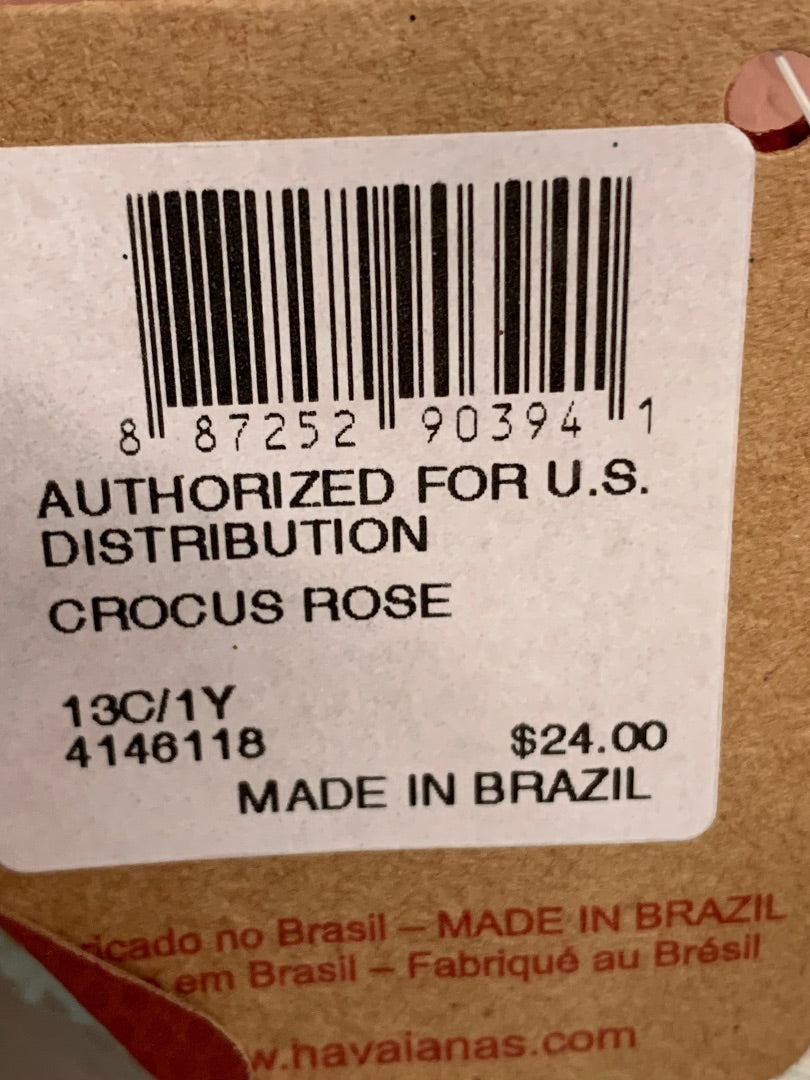 8 87252 90394 1
AUTHORIZED FOR U.S.
DISTRIBUTION
CROCUS ROSE
13C/1Y
4146118 $24.00
MADE IN BRAZIL
icado no Brasil – MADE IN BRAZIL
em Brasil – Fabriqué au Brésil
w.havaianas.com